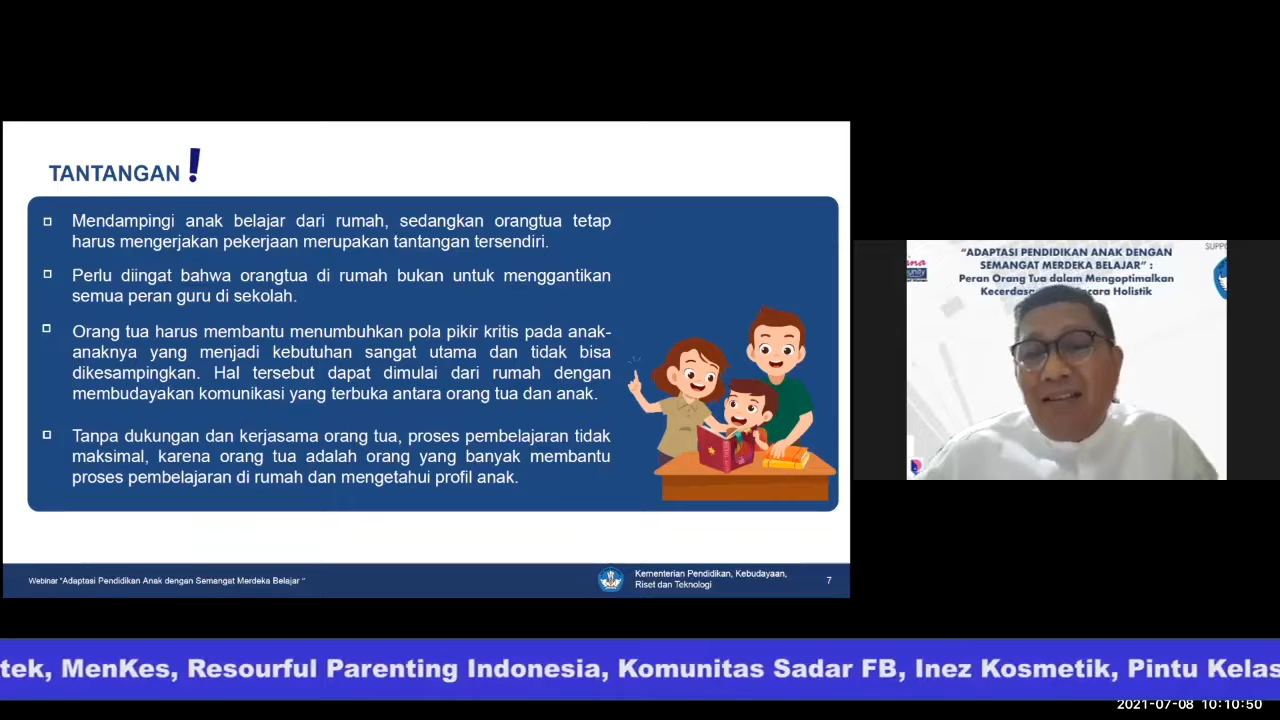 TANTANGAN !
Mendampingi anak belajar dari rumah, sedangkan orangtua tetap
harus mengerjakan pekerjaan merupakan tantangan tersendiri.
Perlu diingat bahwa orangtua di rumah bukan untuk menggantikan
semua peran guru di sekolah.
Orang tua harus membantu menumbuhkan pola pikir kritis pada anak-
anaknya yang menjadi kebutuhan sangat utama dan tidak bisa
dikesampingkan. Hal tersebut dapat dimulai dari rumah dengan
membudayakan komunikasi yang terbuka antara orang tua dan anak.
Tanpa dukungan dan kerjasama orang tua, proses pembelajaran tidak
maksimal, karena orang tua adalah orang yang banyak membantu
proses pembelajaran di rumah dan mengetahui profil anak.
Webinar "Adaptasi Pendidikan Anak dengan Semangat Merdeka Belajar "
Kementerian Pendidikan, Kebudayaan,
Riset dan Teknologi
7
"ADAPTASI PENDIDIKAN ANAK DENGAN
SEMANGAT MERDEKA BELAJAR" :
Peran Orang Tua dalam Mengoptimalkan
Holistik
tek, MenKes, Resourful Parenting Indonesia, Komunitas Sadar FB, Inez Kosmetik, Pintu Kelas
2021-07-08 10:10:50